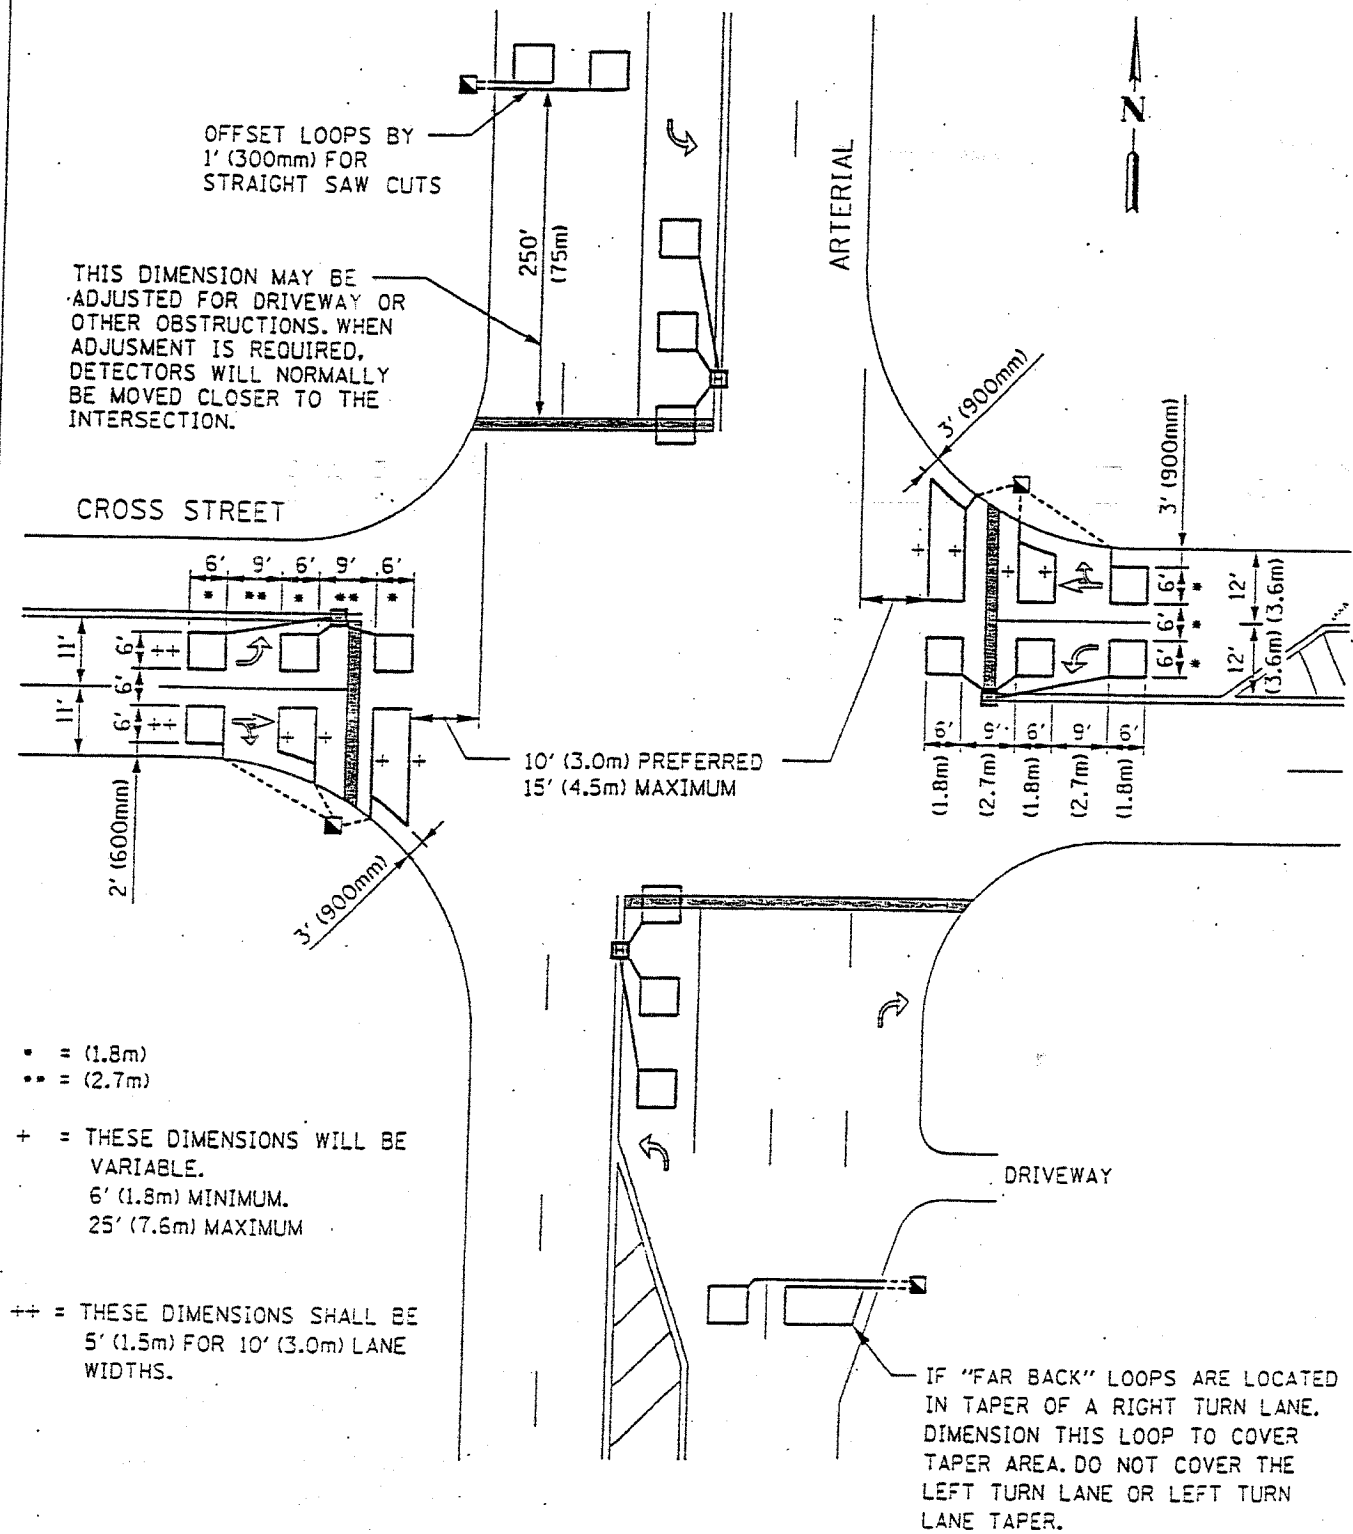 OFFSET LOOPS BY
1' (300mm) FOR
STRAIGHT SAW CUTS
250'
(75m)
ARTERIAL
N
THIS DIMENSION MAY BE
ADJUSTED FOR DRIVEWAY OR
OTHER OBSTRUCTIONS. WHEN
ADJUSMENT IS REQUIRED,
DETECTORS WILL NORMALLY
BE MOVED CLOSER TO THE
INTERSECTION.
3' (900mm)
3' (900mm)
CROSS STREET
6' 9' 6' 9' 6'
* ** * ** *
11'
6' ++
6'
11'
6' ++
2' (600mm)
3' (900mm)
6' *
12' (3.6m)
6' *
6' *
12' (3.6m)
10' (3.0m) PREFERRED
15' (4.5m) MAXIMUM
6' 9' 6' 9' 6'
(1.8m) (2.7m) (1.8m) (2.7m) (1.8m)
+ + + +
+ + + +
H
H
* = (1.8m)
** = (2.7m)
+ = THESE DIMENSIONS WILL BE
VARIABLE.
6' (1.8m) MINIMUM.
25' (7.6m) MAXIMUM
++ = THESE DIMENSIONS SHALL BE
5' (1.5m) FOR 10' (3.0m) LANE
WIDTHS.
DRIVEWAY
IF "FAR BACK" LOOPS ARE LOCATED
IN TAPER OF A RIGHT TURN LANE.
DIMENSION THIS LOOP TO COVER
TAPER AREA. DO NOT COVER THE
LEFT TURN LANE OR LEFT TURN
LANE TAPER.